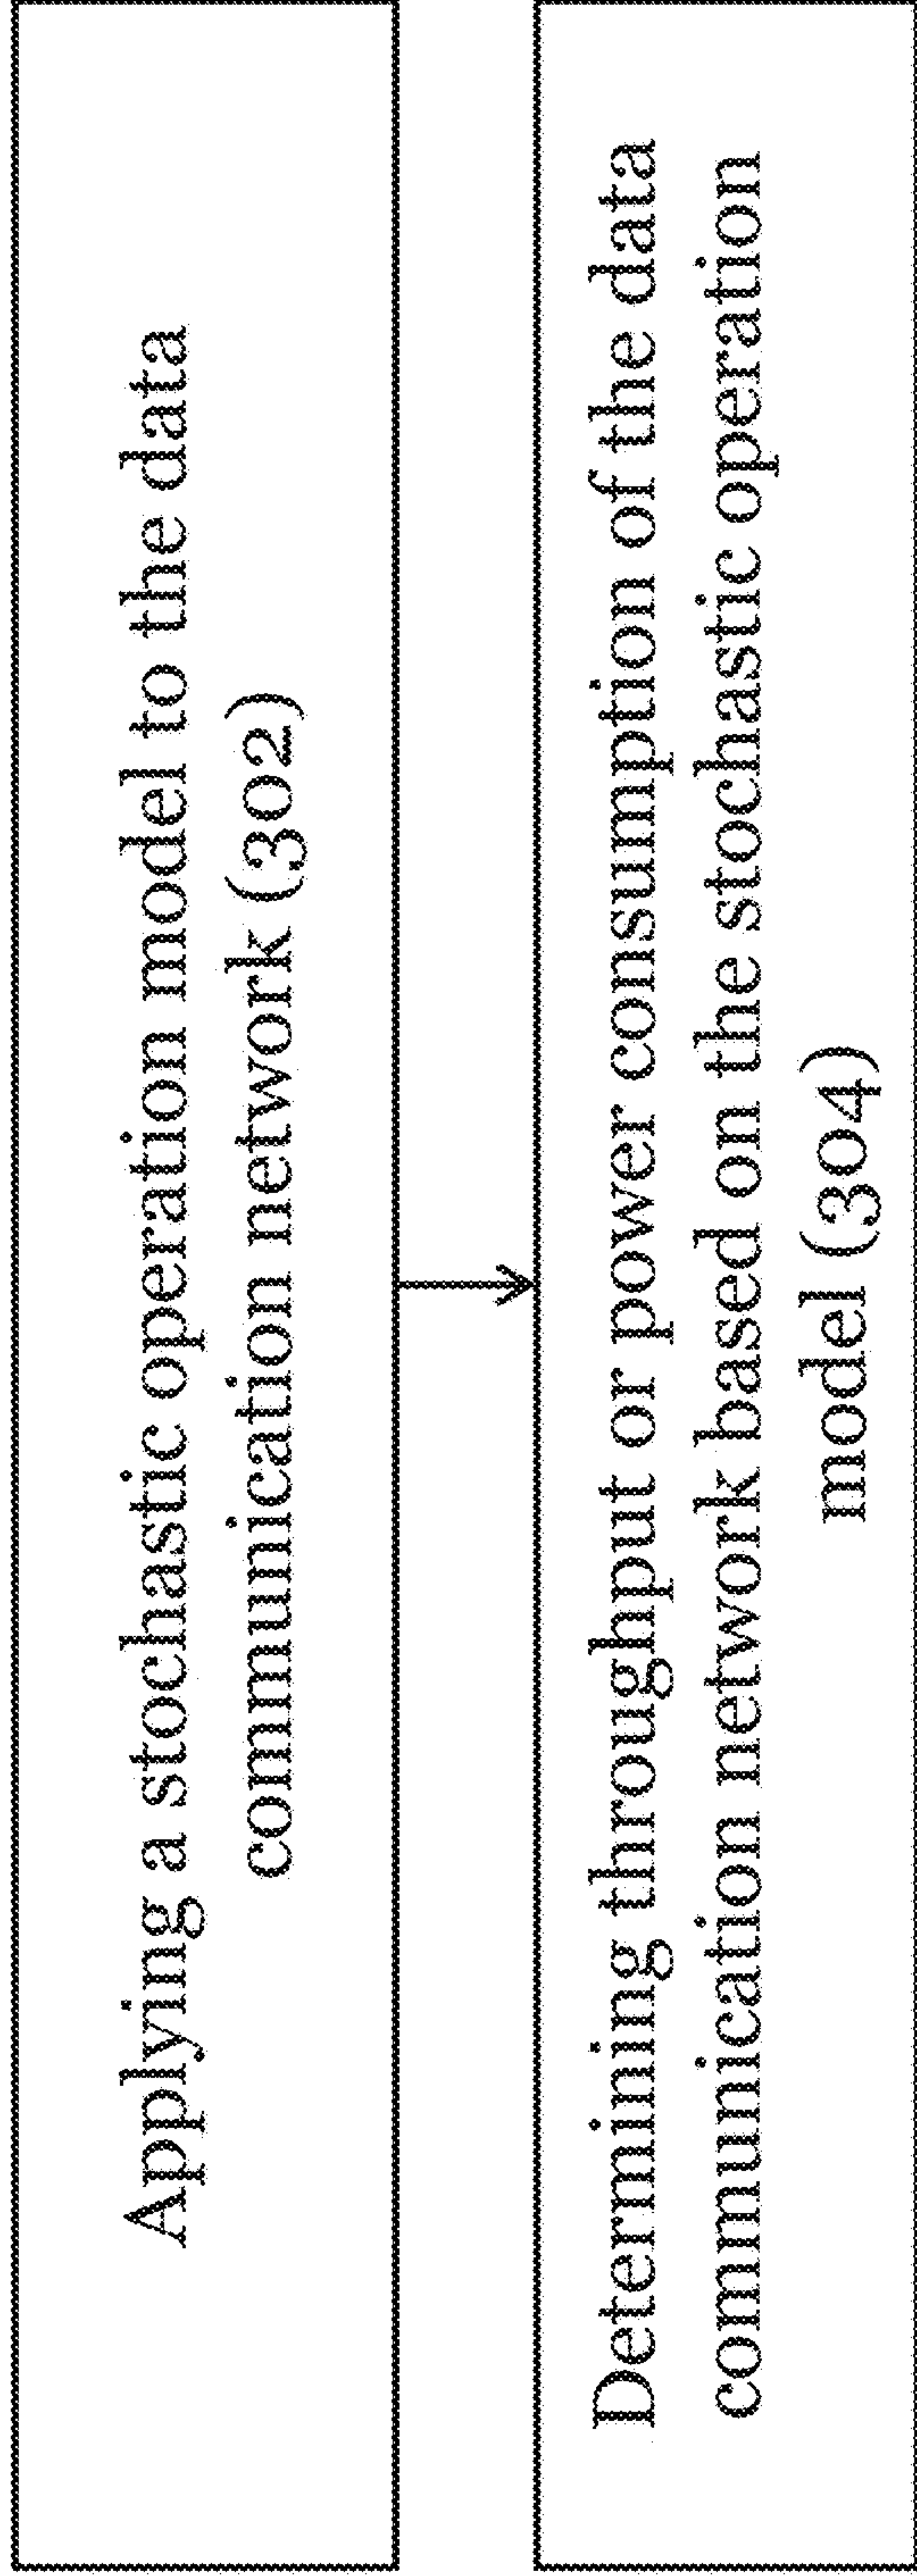 Applying a stochastic operation model to the data
communication network (302)
Determining throughput or power consumption of the data
communication network based on the stochastic operation
model (304)